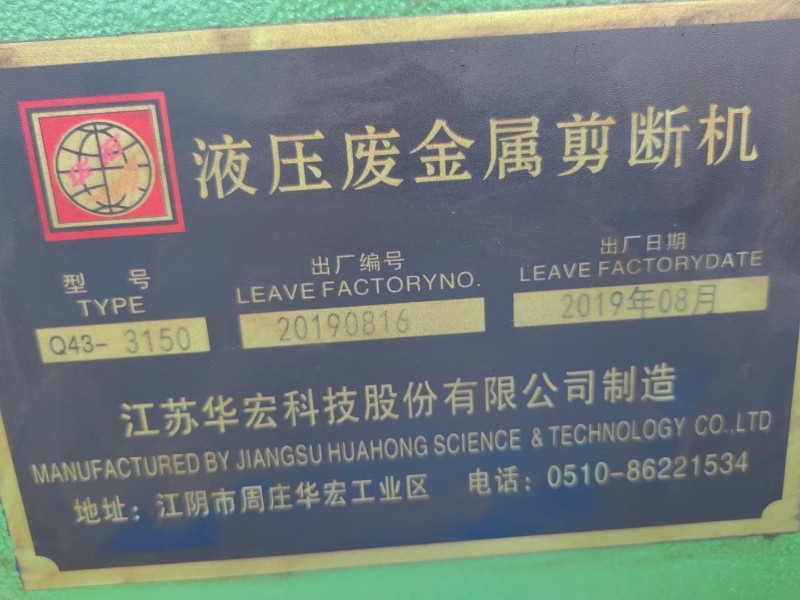 液压废金属剪断机
型号 出厂编号 出厂日期
TYPE LEAVE FACTORYNO. LEAVE FACTORYDATE
Q43- 3150 20190816 2019年08月
江苏华宏科技股份有限公司制造
MANUFACTURED BY JIANGSU HUAHONG SCIENCE & TECHNOLOGY CO.,LTD
地址：江阴市周庄华宏工业区 电话：0510-86221534